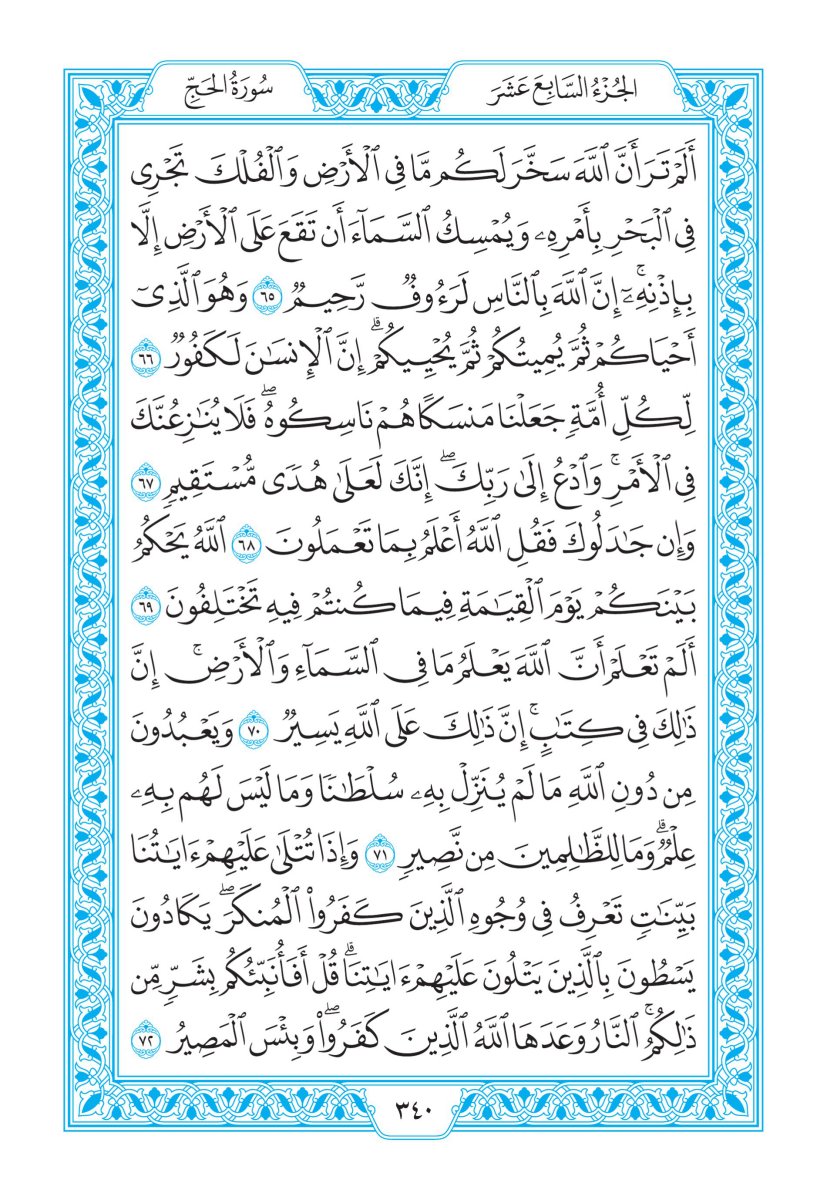 الجُزْءُ السَّابِعَ عَشَرَ
سُورَةُ الحَجِّ
أَلَمْ تَرَ أَنَّ ٱللَّهَ سَخَّرَ لَكُم مَّا فِى ٱلْأَرْضِ وَٱلْفُلْكَ تَجْرِى
فِى ٱلْبَحْرِ بِأَمْرِهِۦ وَيُمْسِكُ ٱلسَّمَآءَ أَن تَقَعَ عَلَى ٱلْأَرْضِ إِلَّا
بِإِذْنِهِۦٓ ۚ إِنَّ ٱللَّهَ بِٱلنَّاسِ لَرَءُوفٌ رَّحِيمٌ ٦٥ وَهُوَ ٱلَّذِىٓ
أَحْيَاكُمْ ثُمَّ يُمِيتُكُمْ ثُمَّ يُحْيِيكُمْ ۗ إِنَّ ٱلْإِنسَـٰنَ لَكَفُورٌ ٦٦
لِّكُلِّ أُمَّةٍ جَعَلْنَا مَنسَكًا هُمْ نَاسِكُوهُ ۖ فَلَا يُنَـٰزِعُنَّكَ
فِى ٱلْأَمْرِ ۚ وَٱدْعُ إِلَىٰ رَبِّكَ ۖ إِنَّكَ لَعَلَىٰ هُدًى مُّسْتَقِيمٍ ٦٧
وَإِن جَـٰدَلُوكَ فَقُلِ ٱللَّهُ أَعْلَمُ بِمَا تَعْمَلُونَ ٦٨ ٱللَّهُ يَحْكُمُ
بَيْنَكُمْ يَوْمَ ٱلْقِيَـٰمَةِ فِيمَا كُنتُمْ فِيهِ تَخْتَلِفُونَ ٦٩
أَلَمْ تَعْلَمْ أَنَّ ٱللَّهَ يَعْلَمُ مَا فِى ٱلسَّمَآءِ وَٱلْأَرْضِ ۚ إِنَّ
ذَٰلِكَ فِى كِتَـٰبٍ ۚ إِنَّ ذَٰلِكَ عَلَى ٱللَّهِ يَسِيرٌ ٧٠ وَيَعْبُدُونَ
مِن دُونِ ٱللَّهِ مَا لَمْ يُنَزِّلْ بِهِۦ سُلْطَـٰنًا وَمَا لَيْسَ لَهُم بِهِۦ
عِلْمٌ ۗ وَمَا لِلظَّـٰلِمِينَ مِن نَّصِيرٍ ٧١ وَإِذَا تُتْلَىٰ عَلَيْهِمْ ءَايَـٰتُنَا
بَيِّنَـٰتٍ تَعْرِفُ فِى وُجُوهِ ٱلَّذِينَ كَفَرُوا۟ ٱلْمُنكَرَ ۖ يَكَادُونَ
يَسْطُونَ بِٱلَّذِينَ يَتْلُونَ عَلَيْهِمْ ءَايَـٰتِنَا ۗ قُلْ أَفَأُنَبِّئُكُم بِشَرٍّ مِّن
ذَٰلِكُمُ ۚ ٱلنَّارُ وَعَدَهَا ٱللَّهُ ٱلَّذِينَ كَفَرُوا۟ ۖ وَبِئْسَ ٱلْمَصِيرُ ٧٢
٣٤٠